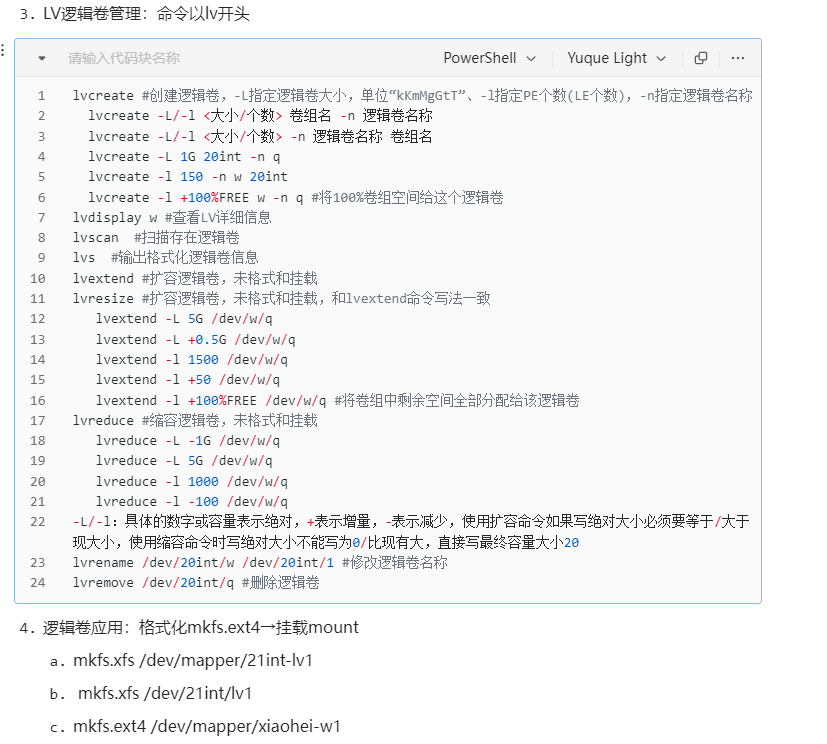 3. LV逻辑卷管理：命令以lv开头
请输入代码块名称 PowerShell Yuque Light
1 lvcreate #创建逻辑卷，-L指定逻辑卷大小，单位“kKmMgGtT”、-l指定PE个数(LE个数)，-n指定逻辑卷名称
2 lvcreate -L/-l <大小/个数> 卷组名 -n 逻辑卷名称
3 lvcreate -L/-l <大小/个数> -n 逻辑卷名称 卷组名
4 lvcreate -L 1G 20int -n q
5 lvcreate -l 150 -n w 20int
6 lvcreate -l +100%FREE w -n q #将100%卷组空间给这个逻辑卷
7 lvdisplay w #查看LV详细信息
8 lvscan #扫描存在逻辑卷
9 lvs #输出格式化逻辑卷信息
10 lvextend #扩容逻辑卷，未格式和挂载
11 lvresize #扩容逻辑卷，未格式和挂载，和lvextend命令写法一致
12 lvextend -L 5G /dev/w/q
13 lvextend -L +0.5G /dev/w/q
14 lvextend -l 1500 /dev/w/q
15 lvextend -l +50 /dev/w/q
16 lvextend -l +100%FREE /dev/w/q #将卷组中剩余空间全部分配给该逻辑卷
17 lvreduce #缩容逻辑卷，未格式和挂载
18 lvreduce -L -1G /dev/w/q
19 lvreduce -L 5G /dev/w/q
20 lvreduce -l 1000 /dev/w/q
21 lvreduce -l -100 /dev/w/q
22 -L/-l：具体的数字或容量表示绝对，+表示增量，-表示减少，使用扩容命令如果写绝对大小必须要等于/大于
现大小，使用缩容命令时写绝对大小不能写为0/比现有大，直接写最终容量大小20
23 lvrename /dev/20int/w /dev/20int/1 #修改逻辑卷名称
24 lvremove /dev/20int/q #删除逻辑卷
4. 逻辑卷应用：格式化mkfs.ext4→挂载mount
a. mkfs.xfs /dev/mapper/21int-lv1
b. mkfs.xfs /dev/21int/lv1
c. mkfs.ext4 /dev/mapper/xiaohei-w1